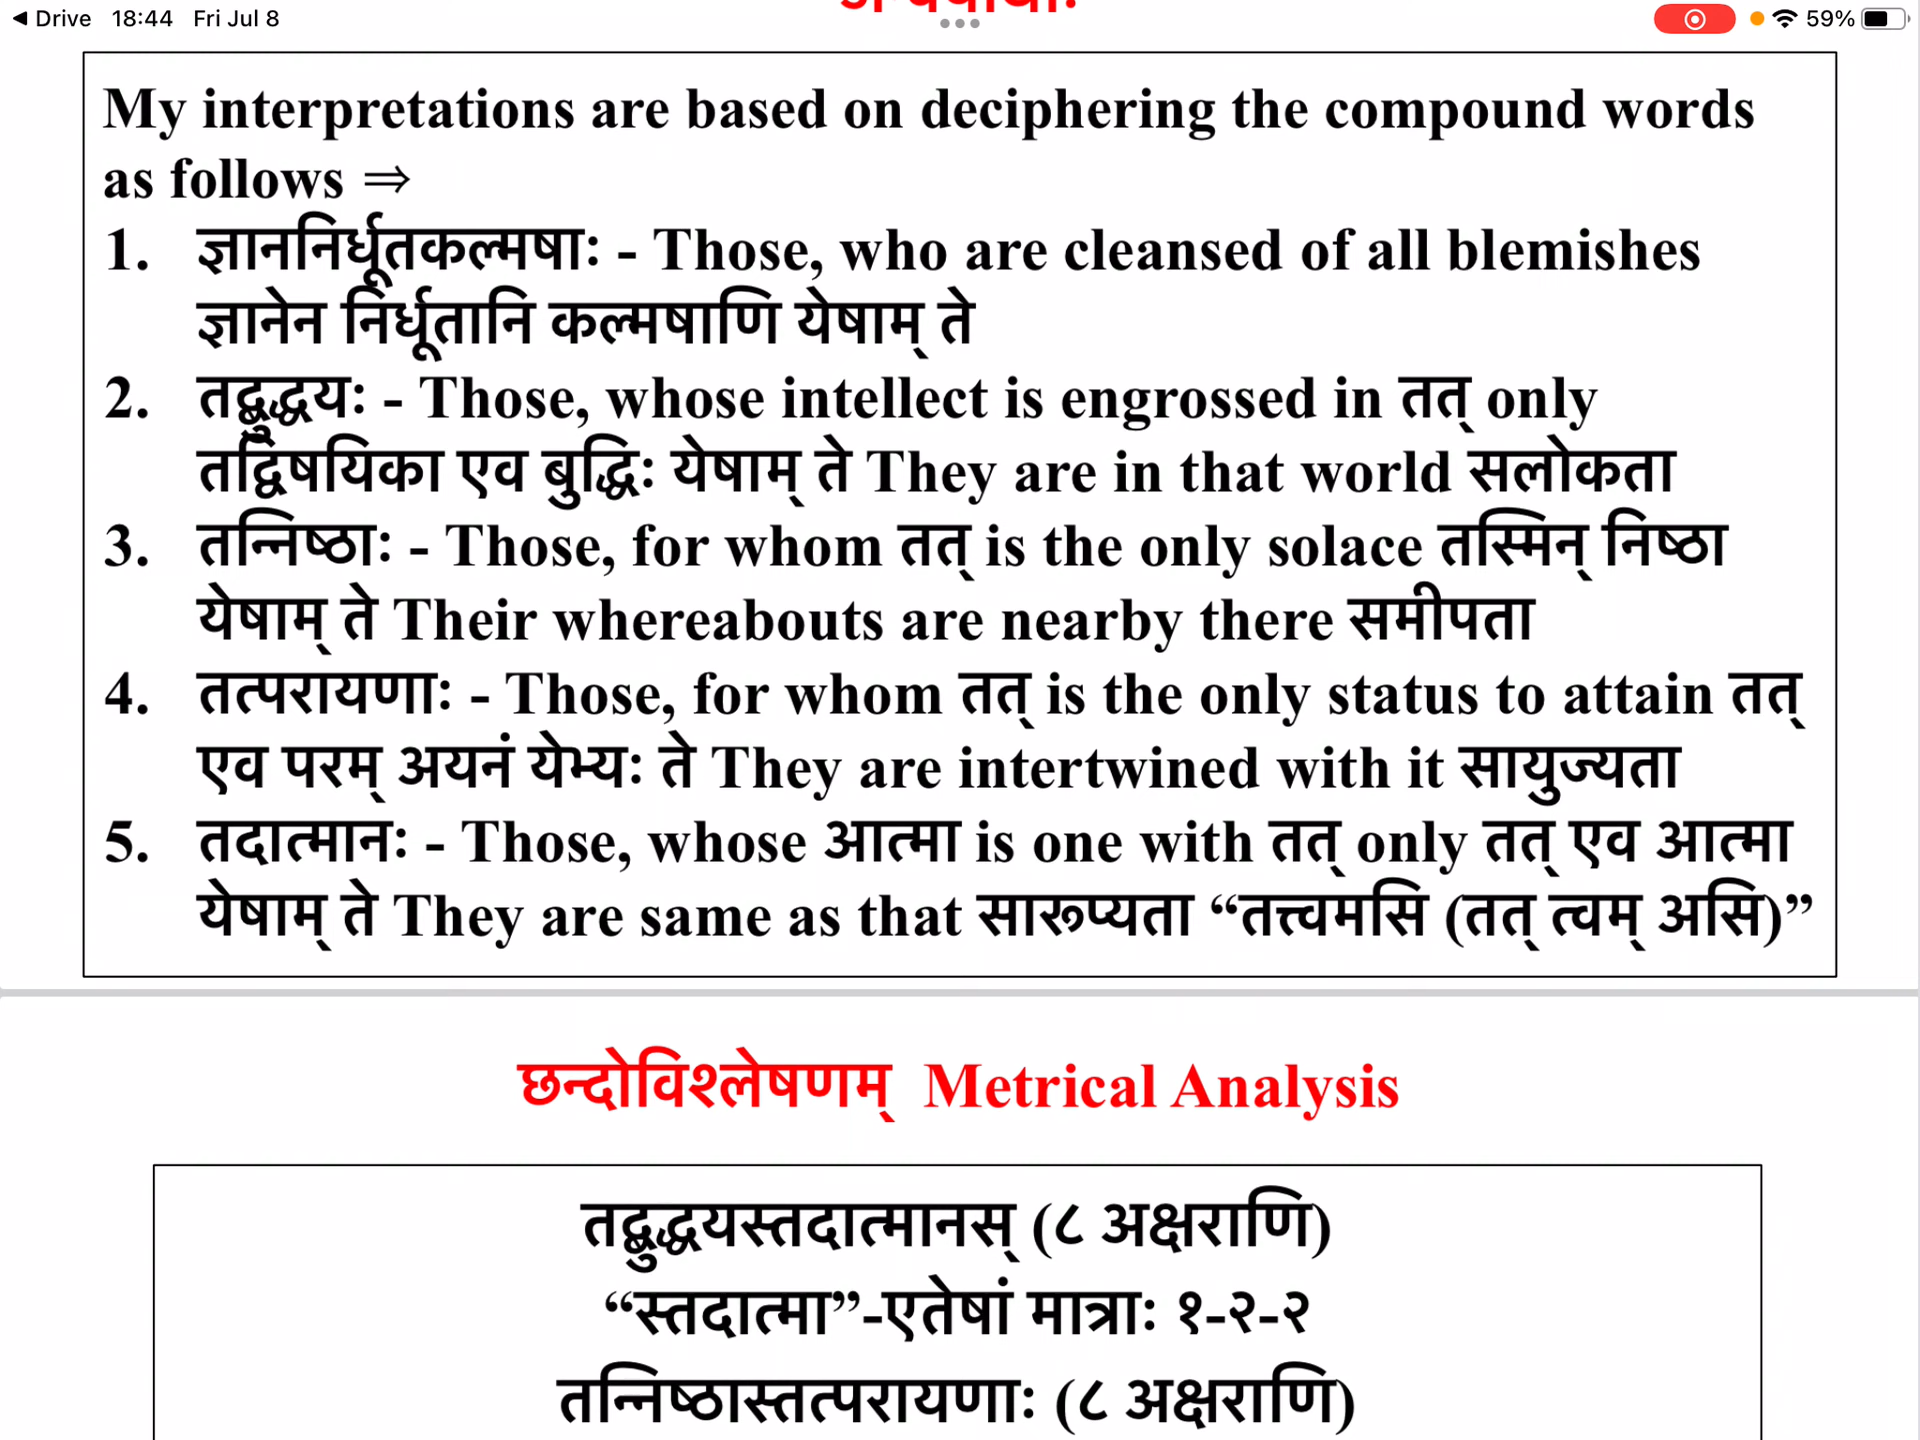 Drive 18:44 Fri Jul 8 59%
My interpretations are based on deciphering the compound words
as follows ⇒
1. ज्ञाननिर्धूतकल्मषाः - Those, who are cleansed of all blemishes
ज्ञानेन निर्धूतानि कल्मषाणि येषाम् ते
2. तद्बुद्धयः - Those, whose intellect is engrossed in तत् only
तद्विषयिका एव बुद्धिः येषाम् ते They are in that world सलोकता
3. तन्निष्ठाः - Those, for whom तत् is the only solace तस्मिन् निष्ठा
येषाम् ते Their whereabouts are nearby there समीपता
4. तत्परायणाः - Those, for whom तत् is the only status to attain तत्
एव परम् अयनं येभ्यः ते They are intertwined with it सायुज्यता
5. तदात्मानः - Those, whose आत्मा is one with तत् only तत् एव आत्मा
येषाम् ते They are same as that सारूप्यता “तत्त्वमसि (तत् त्वम् असि)”
छन्दोविश्लेषणम् Metrical Analysis
तद्बुद्धयस्तदात्मानस् (८ अक्षराणि)
“स्तदात्मा”-एतेषां मात्राः १-२-२
तन्निष्ठास्तत्परायणाः (८ अक्षराणि)